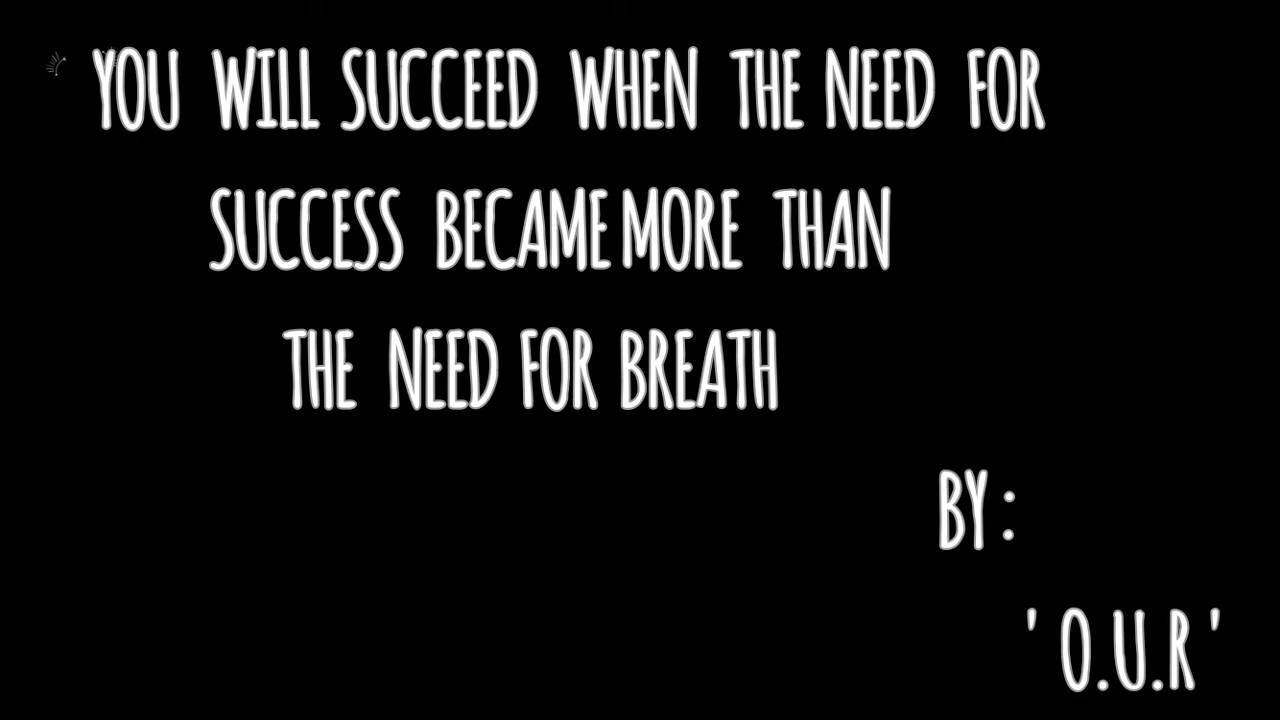 YOU WILL SUCCEED WHEN THE NEED FOR
SUCCESS BECAME MORE THAN
THE NEED FOR BREATH
BY :
' O.U.R '